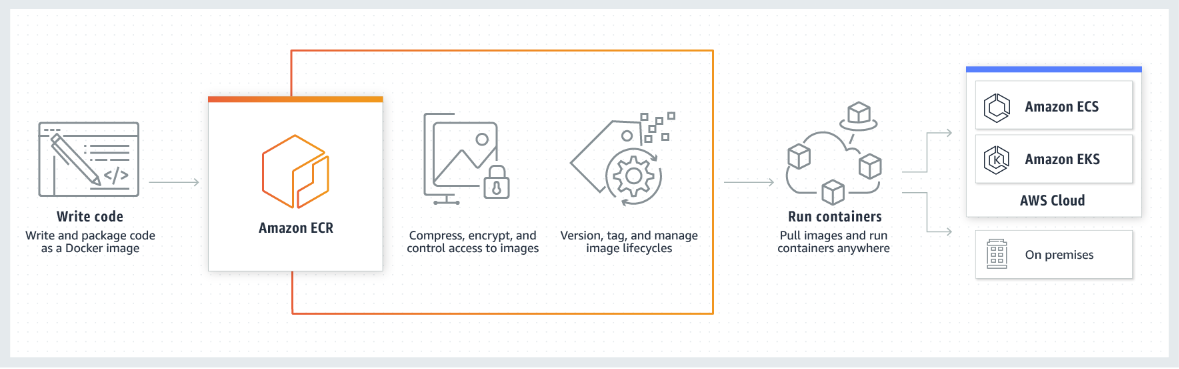 </>
Write code
Write and package code
as a Docker image
Amazon ECR
Compress, encrypt, and
control access to images
Version, tag, and manage
image lifecycles
Run containers
Pull images and run
containers anywhere
Amazon ECS
K
Amazon EKS
AWS Cloud
On premises